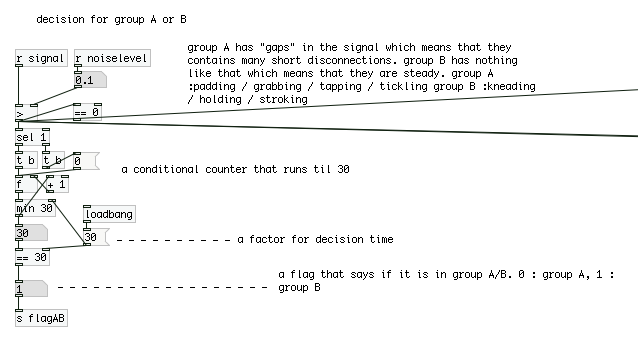 decision for group A or B
r signal
r noiselevel
group A has "gaps" in the signal which means that they
contains many short disconnections. group B has nothing
like that which means that they are steady. group A
:padding / grabbing / tapping / tickling group B :kneading
/ holding / stroking
0.1
>
== 0
sel 1
t b
t b
0
a conditional counter that runs til 30
f
+ 1
min 30
loadbang
30
30
- - - - - - - - - - - a factor for decision time
== 30
a flag that says if it is in group A/B. 0 : group A, 1 :
group B
1
- - - - - - - - - - - - - - - - - - - -
s flagAB